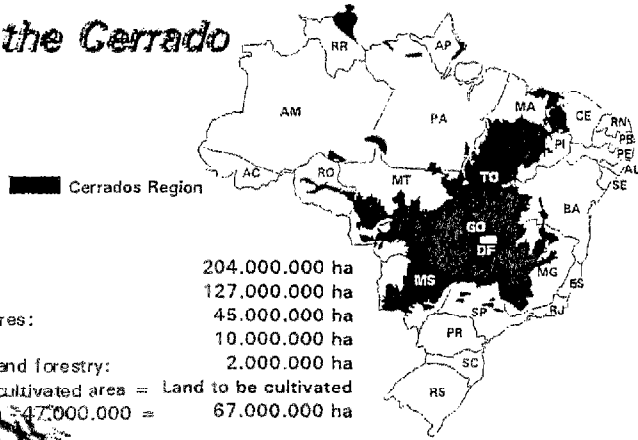 the Cerrado
RR
AP
AM
PA
MA
CE
RN
PB
PE
AL
SE
PI
TO
AC
RO
MT
BA
Cerrados Region
GO
DF
MG
ES
MS
SP
RJ
PR
SC
RS
204.000.000 ha
127.000.000 ha
res: 45.000.000 ha
10.000.000 ha
and forestry: 2.000.000 ha
cultivated area = Land to be cultivated
47.000.000 = 67.000.000 ha